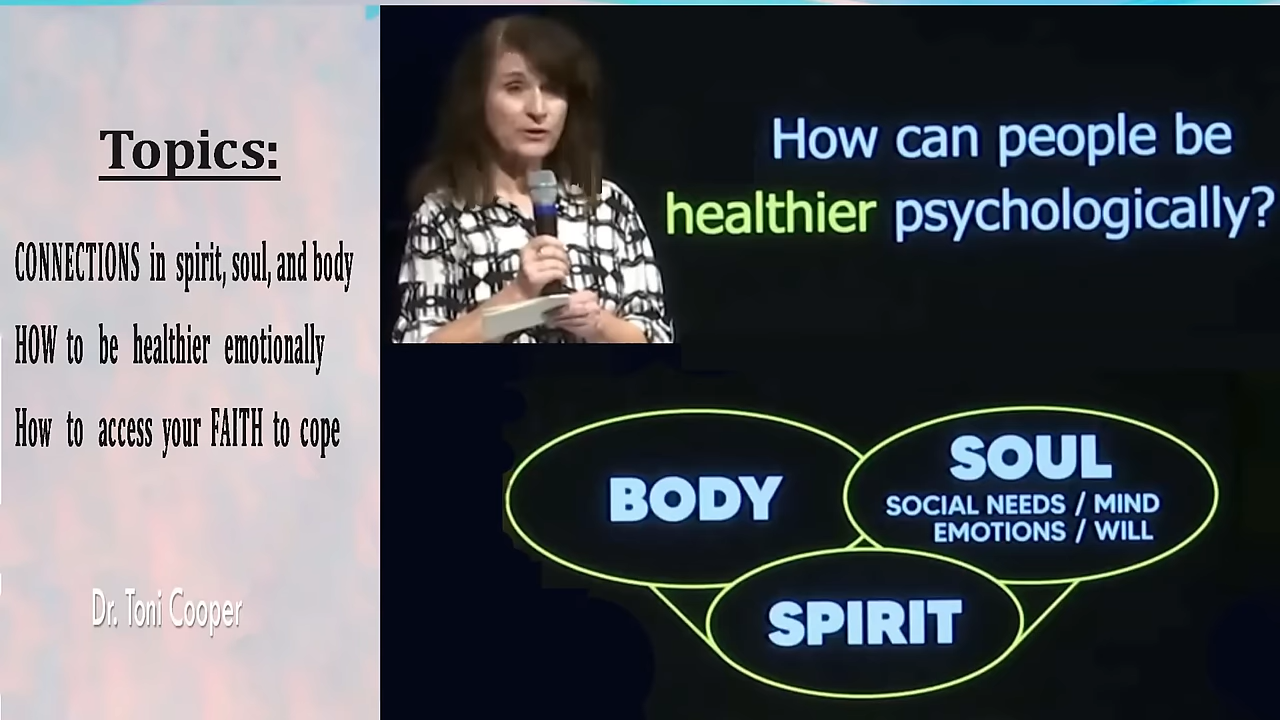 Topics:
CONNECTIONS in spirit, soul, and body
HOW to be healthier emotionally
How to access your FAITH to cope
Dr. Toni Cooper
How can people be
healthier psychologically?
BODY
SOUL
SOCIAL NEEDS / MIND
EMOTIONS / WILL
SPIRIT